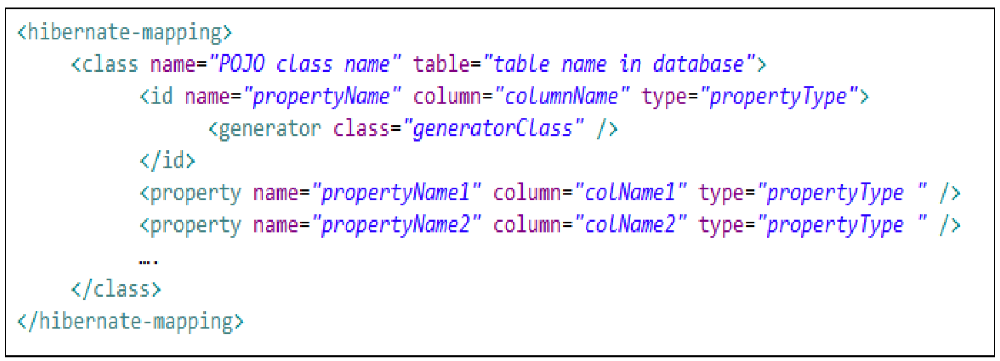 <hibernate-mapping>
<class name="POJO class name" table="table name in database">
<id name="propertyName" column="columnName" type="propertyType">
<generator class="generatorClass" />
</id>
<property name="propertyName1" column="colName1" type="propertyType " />
<property name="propertyName2" column="colName2" type="propertyType " />
….
</class>
</hibernate-mapping>